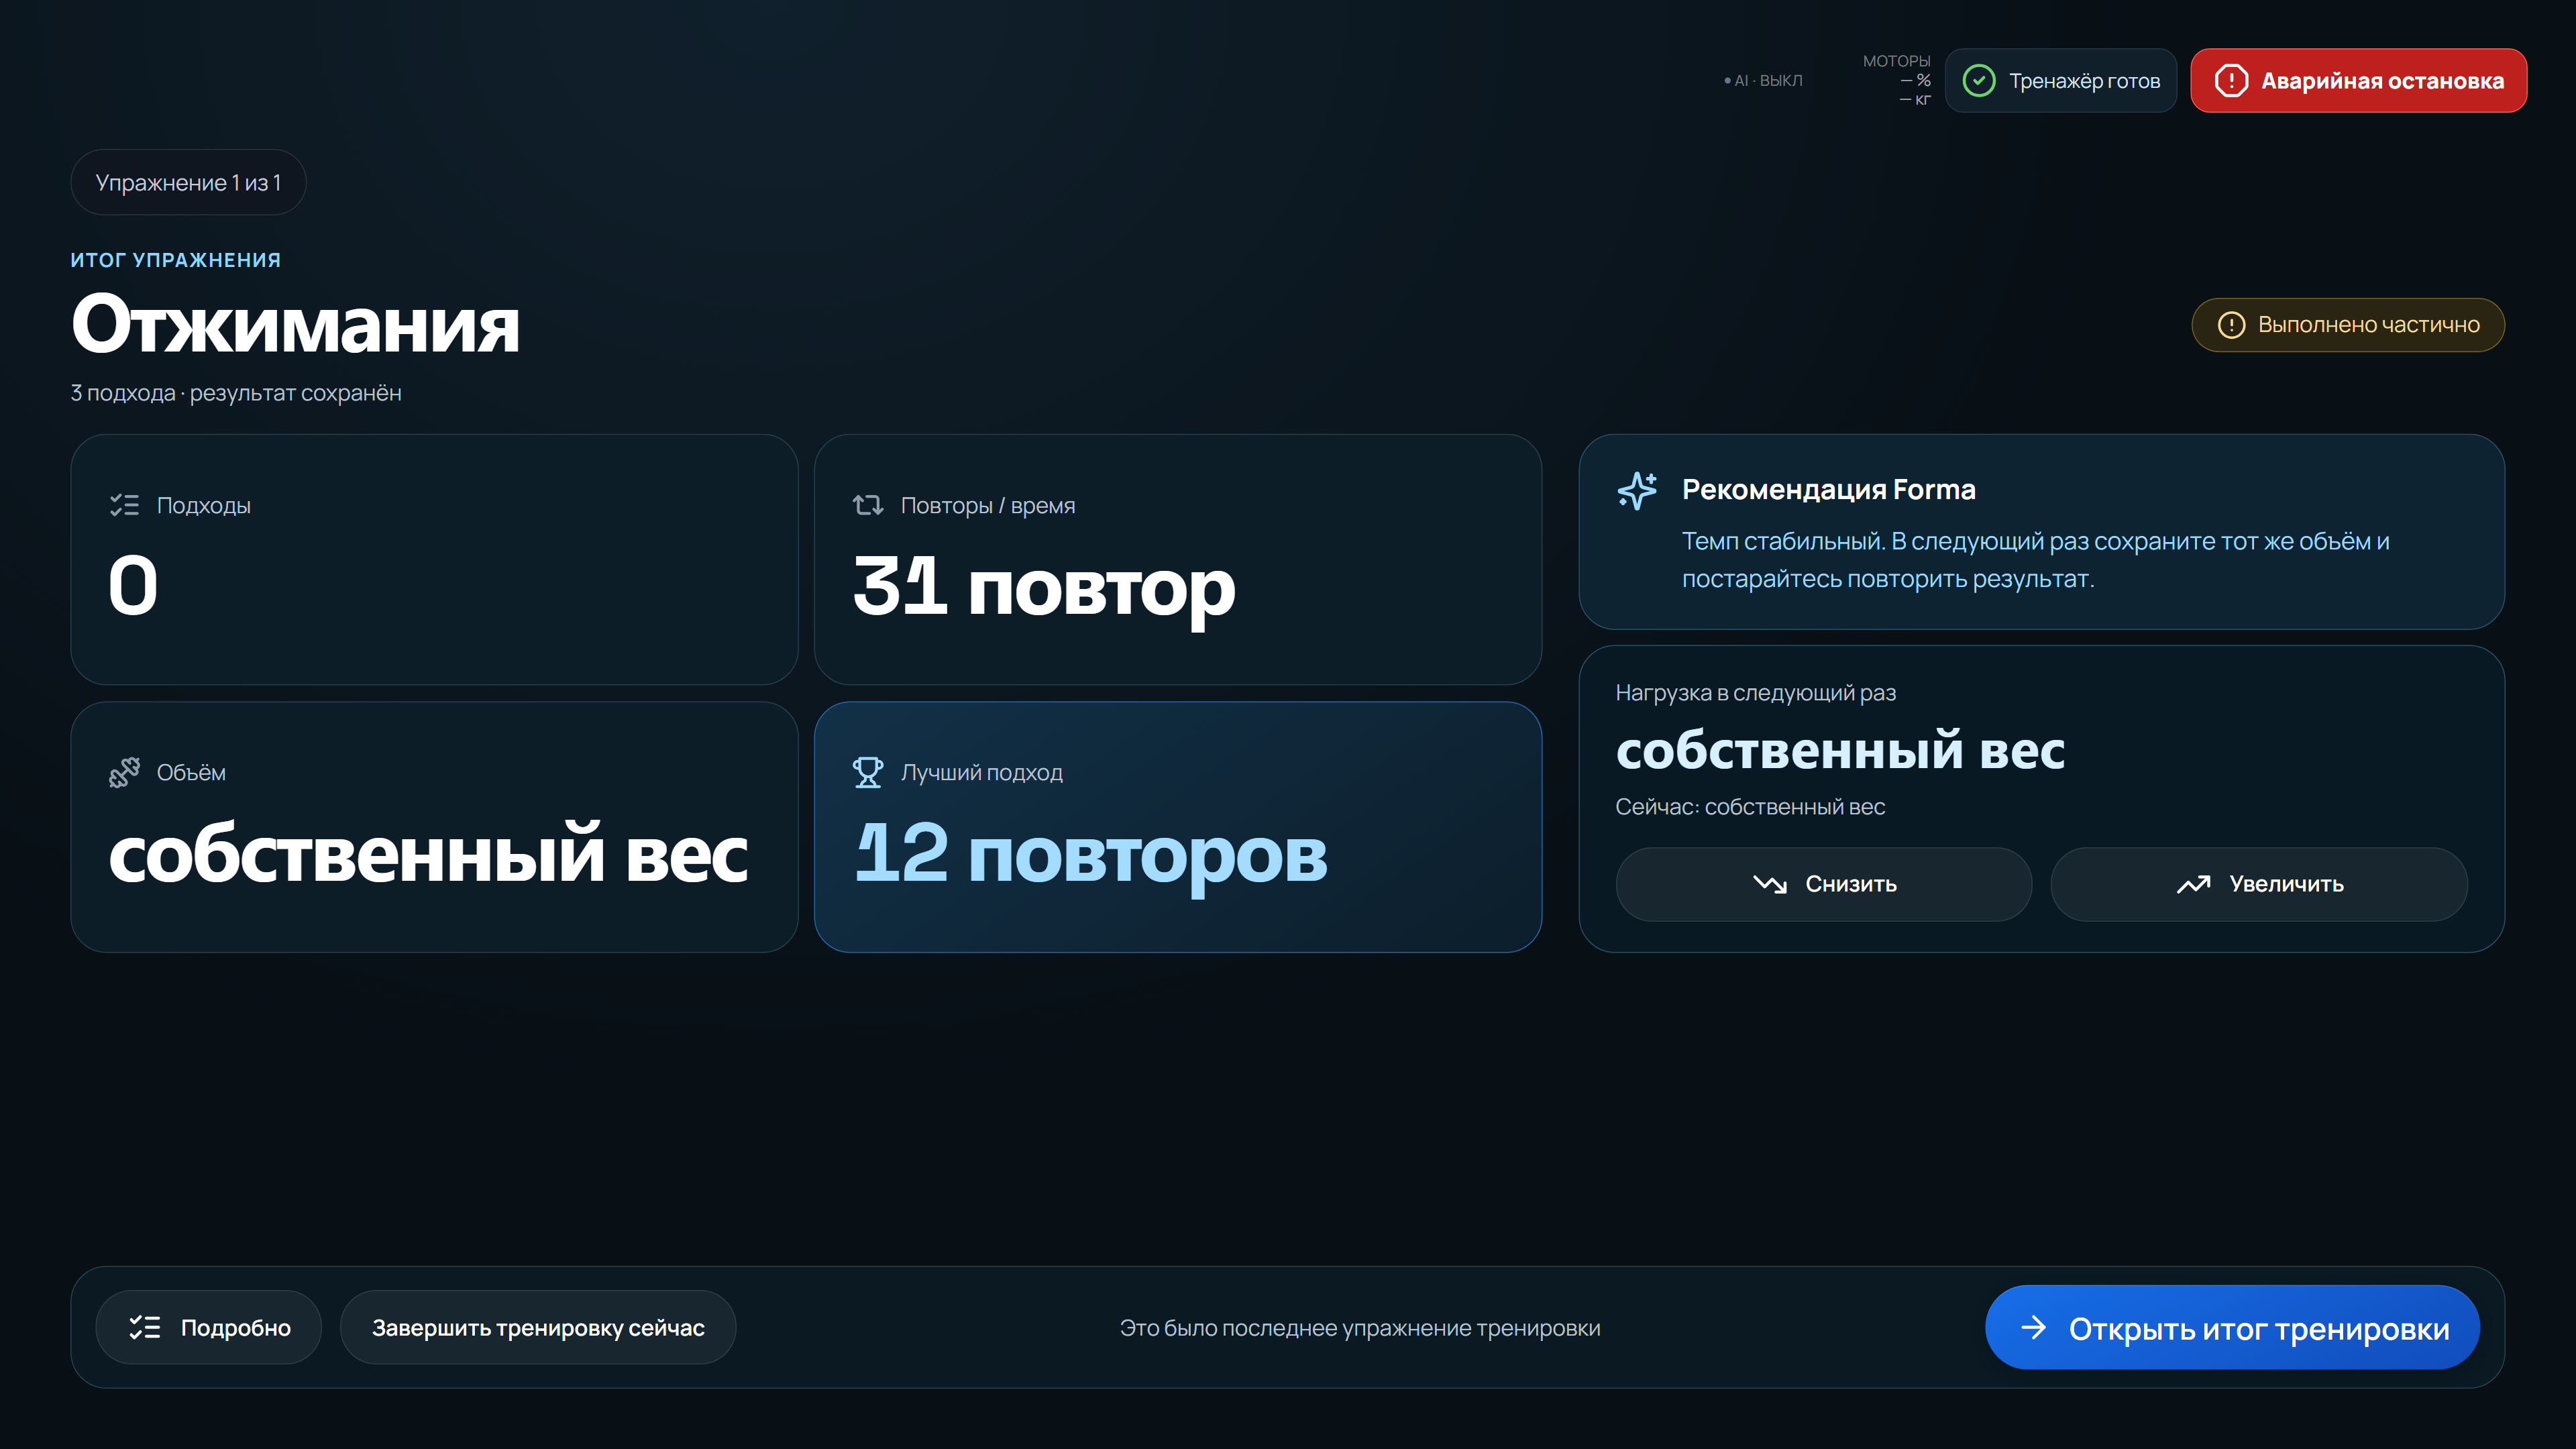 AI · ВЫКЛ
МОТОРЫ
— %
— кг
Тренажёр готов
Аварийная остановка
Упражнение 1 из 1
ИТОГ УПРАЖНЕНИЯ
Отжимания
Выполнено частично
3 подхода · результат сохранён
Подходы
0
Повторы / время
31 повтор
Объём
собственный вес
Лучший подход
12 повторов
Рекомендация Forma
Темп стабильный. В следующий раз сохраните тот же объём и
постарайтесь повторить результат.
Нагрузка в следующий раз
собственный вес
Сейчас: собственный вес
Снизить
Увеличить
Подробно
Завершить тренировку сейчас
Это было последнее упражнение тренировки
Открыть итог тренировки